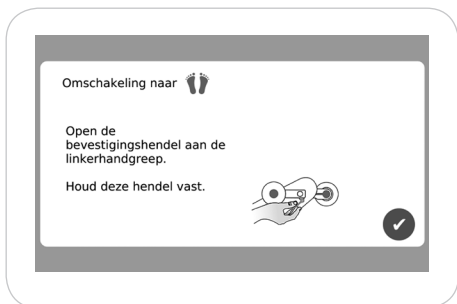 Omschakeling naar
Open de
bevestigingshendel aan de
linkerhandgreep.
Houd deze hendel vast.